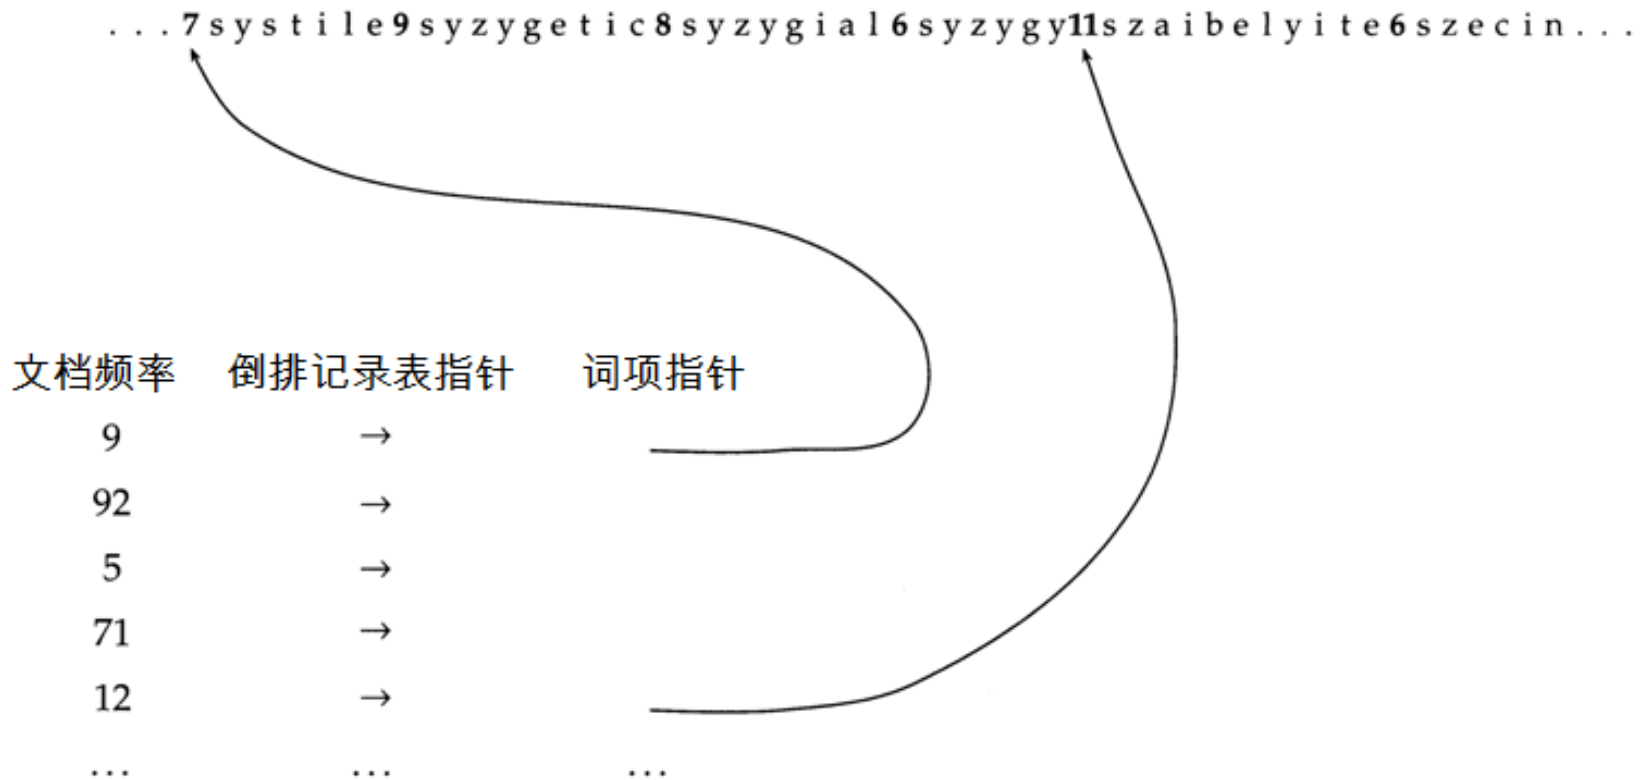 ...7systile9syzygetic8syzygial6syzygy11szaibelyite6szecin...
文档频率 倒排记录表指针 词项指针
9 →
92 →
5 →
71 →
12 →
... ... ...